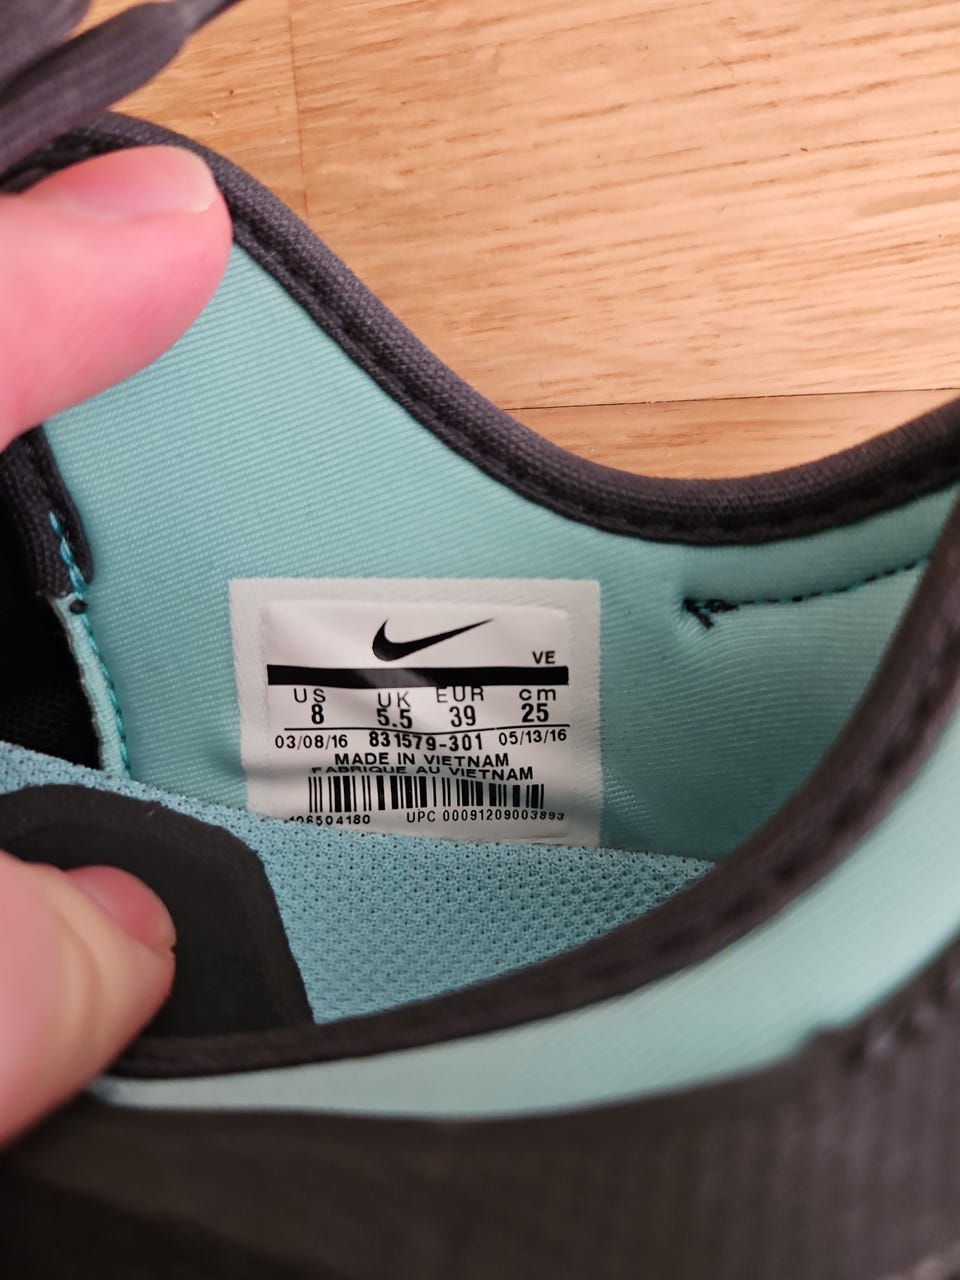 VE
US UK EUR cm
8 5.5 39 25
03/08/16 831579-301 05/13/16
MADE IN VIETNAM
FABRIQUE AU VIETNAM
UPC 00091209003893